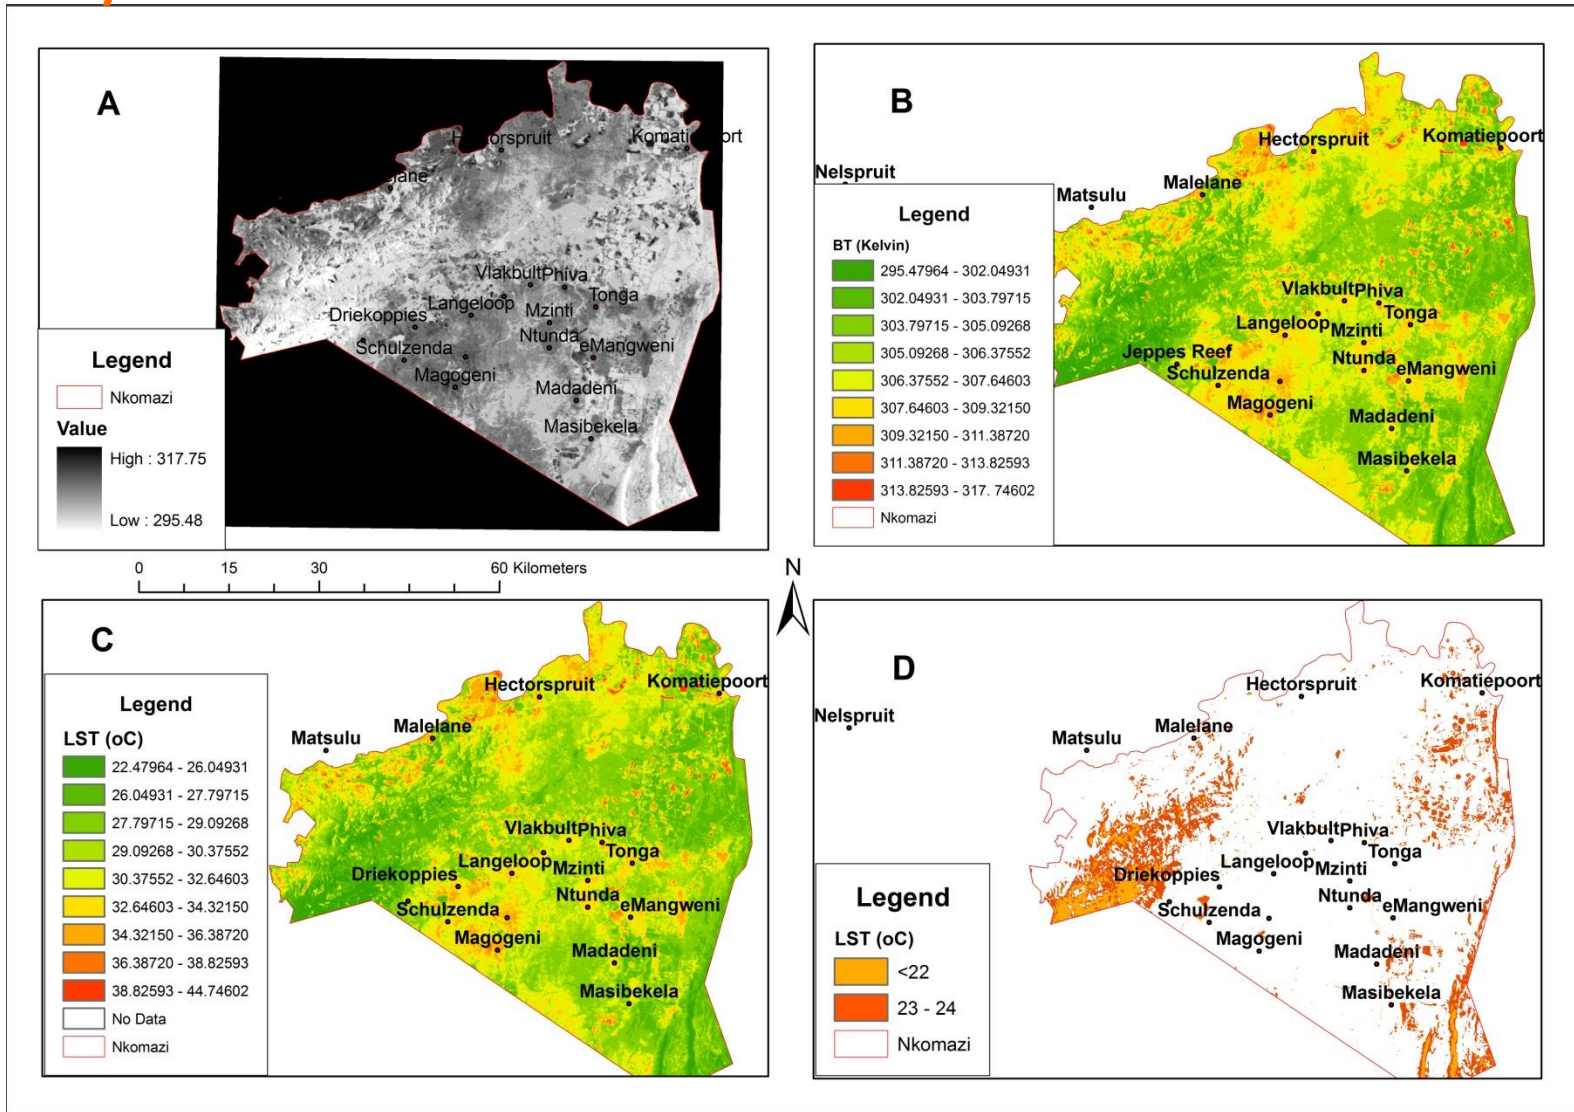 A
Hectorspruit
Komatiepoort
elane
VlakbultPhiva
Langeloop
Tonga
Mzinti
Driekoppies
Ntunda
eMangweni
Schulzenda
Magogeni
Madadeni
Masibekela
Legend
Nkomazi
Value
High : 317.75
Low : 295.48
B
Hectorspruit
Komatiepoort
Nelspruit
Malelane
Matsulu
Legend
BT (Kelvin)
295.47964 - 302.04931
302.04931 - 303.79715
303.79715 - 305.09268
305.09268 - 306.37552
306.37552 - 307.64603
307.64603 - 309.32150
309.32150 - 311.38720
311.38720 - 313.82593
313.82593 - 317. 74602
Nkomazi
VlakbultPhiva
Tonga
Langeloop
Mzinti
Jeppes Reef
Ntunda
Schulzenda
eMangweni
Magogeni
Madadeni
Masibekela
0 15 30 60 Kilometers
N
C
Hectorspruit
Komatiepoort
Malelane
Matsulu
Legend
LST (oC)
22.47964 - 26.04931
26.04931 - 27.79715
27.79715 - 29.09268
29.09268 - 30.37552
30.37552 - 32.64603
32.64603 - 34.32150
34.32150 - 36.38720
36.38720 - 38.82593
38.82593 - 44.74602
No Data
Nkomazi
VlakbultPhiva
Langeloop
Tonga
Mzinti
Driekoppies
Ntunda
Schulzenda
eMangweni
Magogeni
Madadeni
Masibekela
D
Hectorspruit
Komatiepoort
Nelspruit
Malelane
Matsulu
VlakbultPhiva
Tonga
Langeloop
Mzinti
Driekoppies
Ntunda
Schulzenda
eMangweni
Magogeni
Madadeni
Masibekela
Legend
LST (oC)
<22
23 - 24
Nkomazi